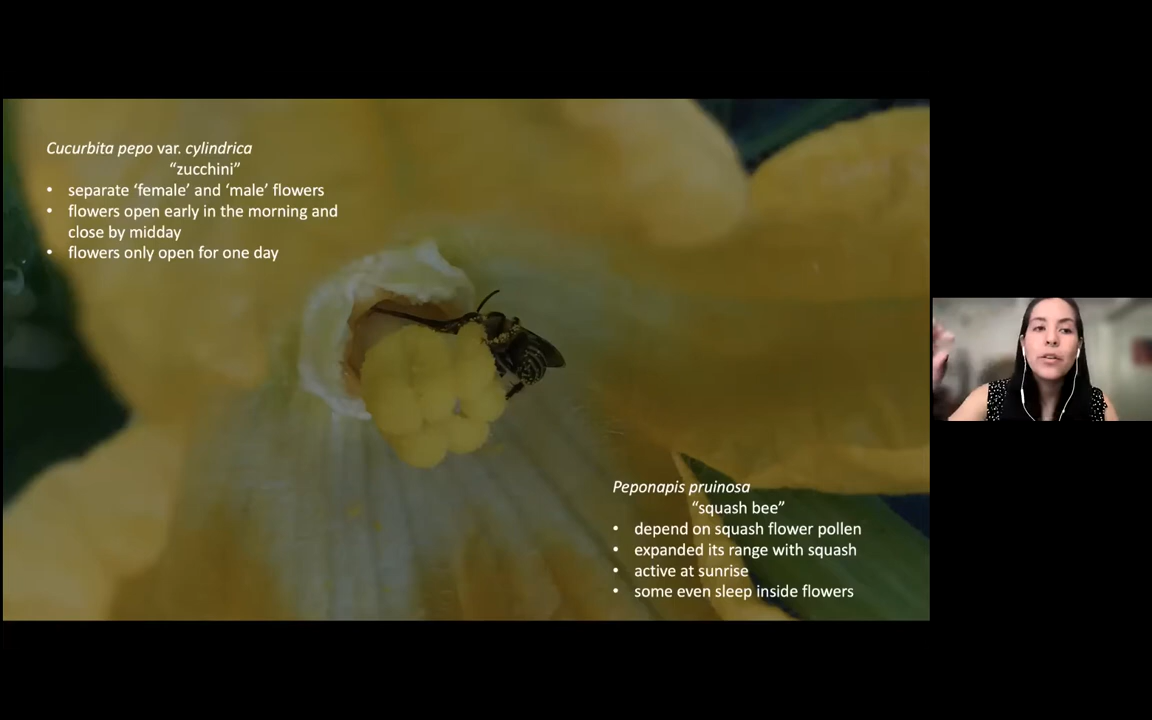 Cucurbita pepo var. cylindrica
“zucchini”
• separate ‘female’ and ‘male’ flowers
• flowers open early in the morning and
close by midday
• flowers only open for one day
Peponapis pruinosa
“squash bee”
• depend on squash flower pollen
• expanded its range with squash
• active at sunrise
• some even sleep inside flowers